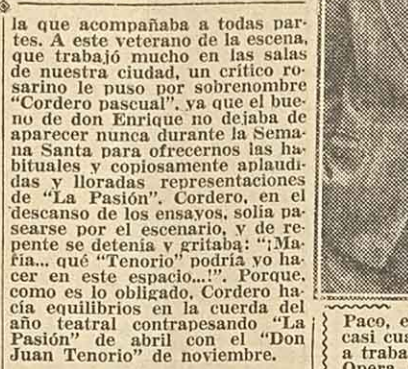 la que acompañaba a todas par-
tes. A este veterano de la escena,
que trabajó mucho en las salas
de nuestra ciudad, un crítico ro-
sarino le puso por sobrenombre
"Cordero pascual", ya que el bue-
no de don Enrique no dejaba de
aparecer nunca durante la Sema-
na Santa para ofrecernos las ha-
bituales y copiosamente aplaudi-
das y lloradas representaciones
de "La Pasión". Cordero, en el
descanso de los ensayos, solía pa-
searse por el escenario, y de re-
pente se detenía y gritaba: "¡Ma-
ría... qué "Tenorio" podría yo ha-
cer en este espacio...!". Porque,
como es lo obligado, Cordero ha-
cía equilibrios en la cuerda del
año teatral contrapesando "La
Pasión" de abril con el "Don
Juan Tenorio" de noviembre.
Paco, e
casi cua
a traba
Opera